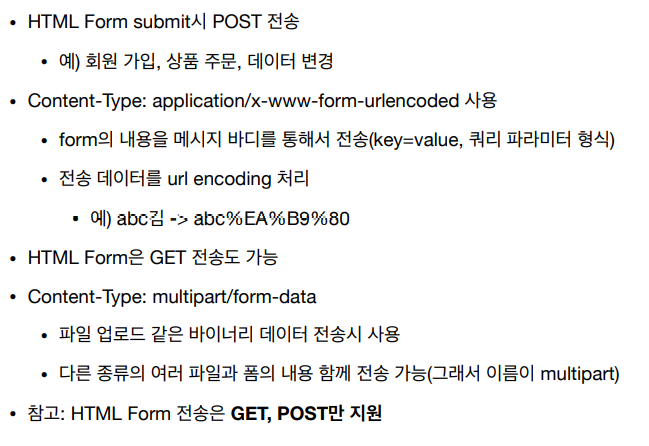 • HTML Form submit시 POST 전송
• 예) 회원 가입, 상품 주문, 데이터 변경
• Content-Type: application/x-www-form-urlencoded 사용
• form의 내용을 메시지 바디를 통해서 전송(key=value, 쿼리 파라미터 형식)
• 전송 데이터를 url encoding 처리
• 예) abc김 -> abc%EA%B9%80
• HTML Form은 GET 전송도 가능
• Content-Type: multipart/form-data
• 파일 업로드 같은 바이너리 데이터 전송시 사용
• 다른 종류의 여러 파일과 폼의 내용 함께 전송 가능(그래서 이름이 multipart)
• 참고: HTML Form 전송은 GET, POST만 지원